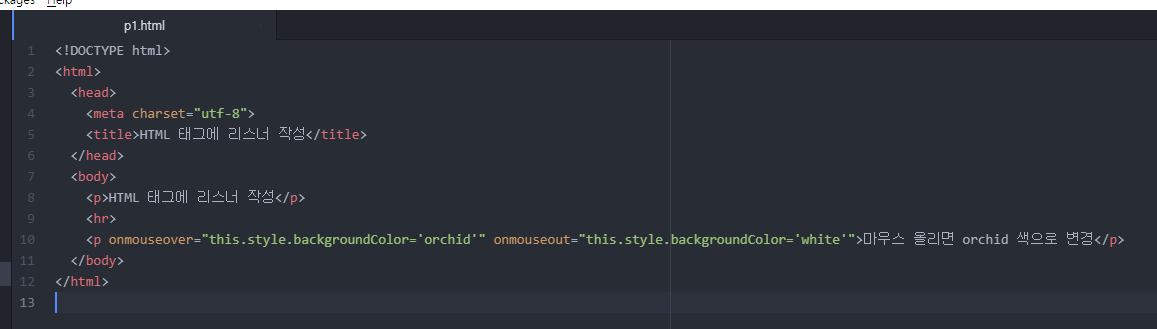 Help
p1.html
1 <!DOCTYPE html>
2 <html>
3 <head>
4 <meta charset="utf-8">
5 <title>HTML 태그에 리스너 작성</title>
6 </head>
7 <body>
8 <p>HTML 태그에 리스너 작성</p>
9 <hr>
10 <p onmouseover="this.style.backgroundColor='orchid'" onmouseout="this.style.backgroundColor='white'">마우스 올리면 orchid 색으로 변경</p>
11 </body>
12 </html>
13